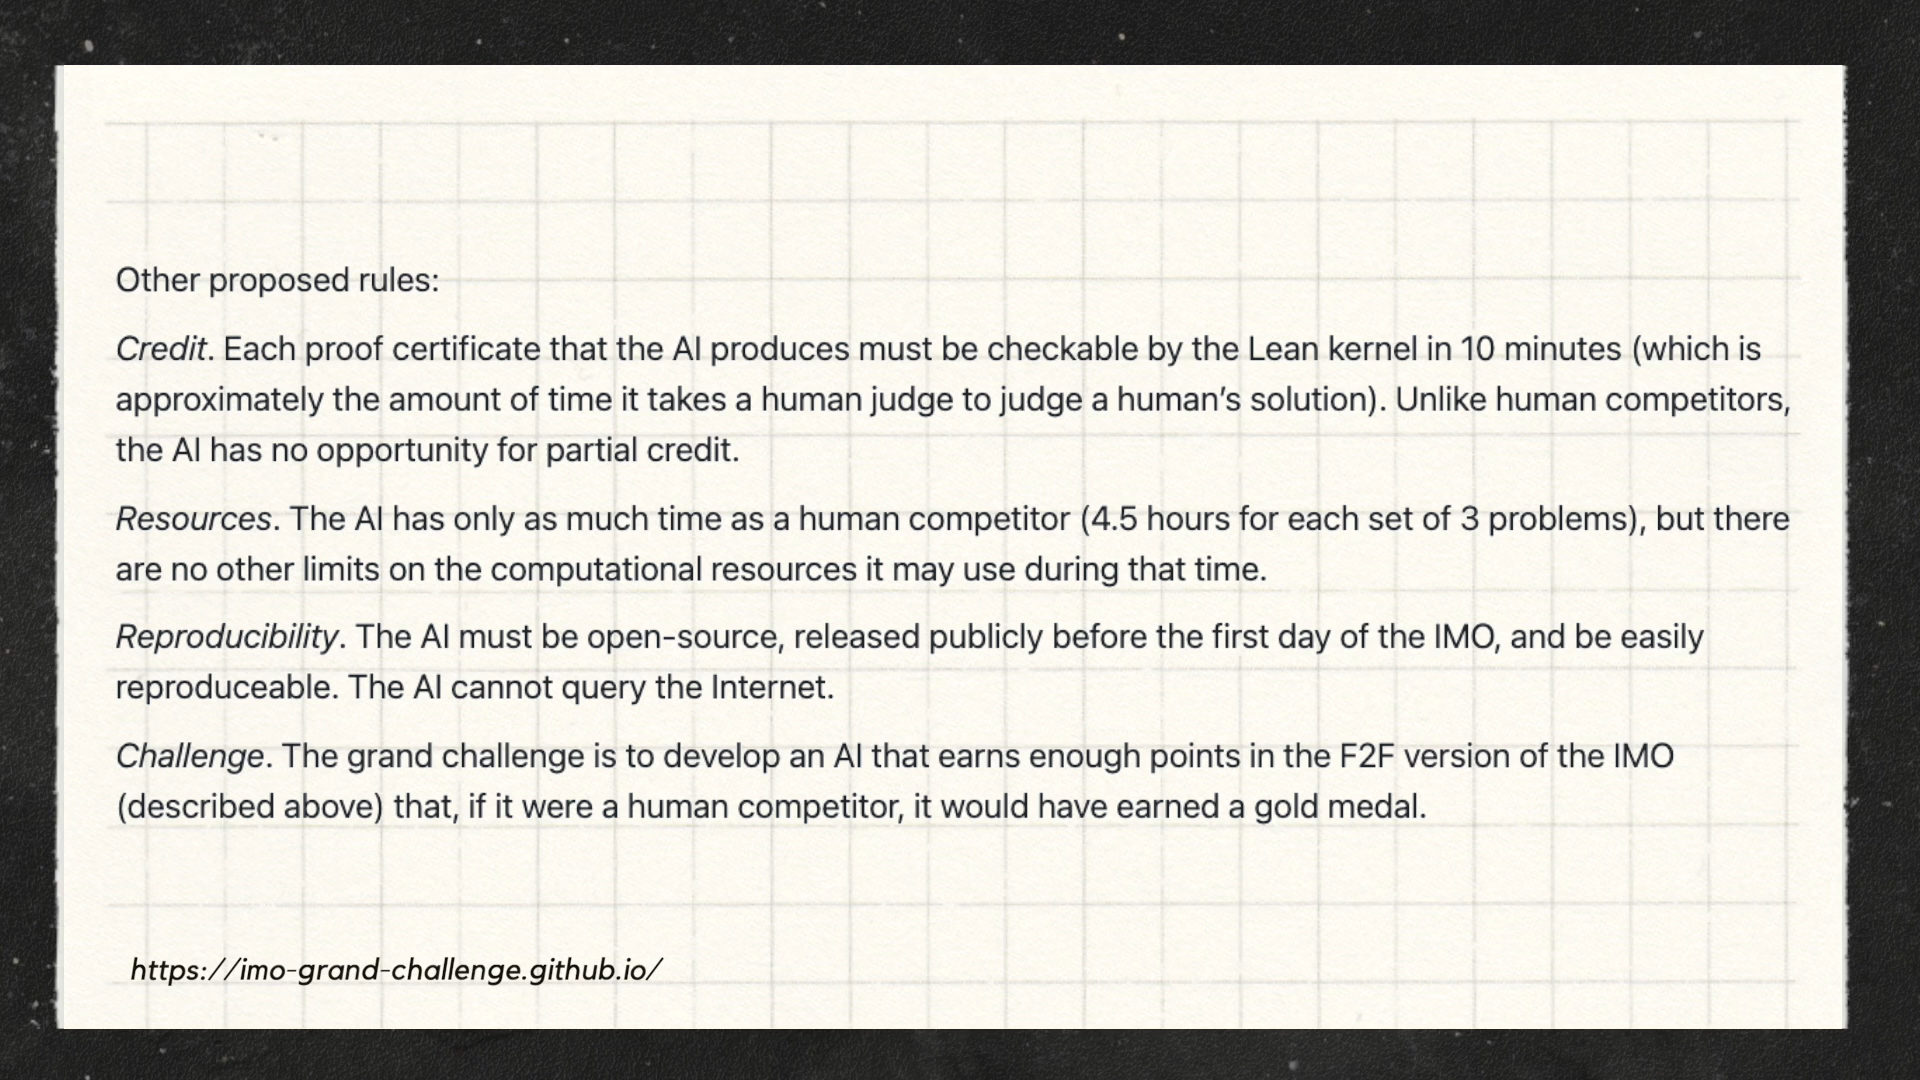 Other proposed rules:
Credit. Each proof certificate that the AI produces must be checkable by the Lean kernel in 10 minutes (which is
approximately the amount of time it takes a human judge to judge a human’s solution). Unlike human competitors,
the AI has no opportunity for partial credit.
Resources. The AI has only as much time as a human competitor (4.5 hours for each set of 3 problems), but there
are no other limits on the computational resources it may use during that time.
Reproducibility. The AI must be open-source, released publicly before the first day of the IMO, and be easily
reproduceable. The AI cannot query the Internet.
Challenge. The grand challenge is to develop an AI that earns enough points in the F2F version of the IMO
(described above) that, if it were a human competitor, it would have earned a gold medal.
https://imo-grand-challenge.github.io/